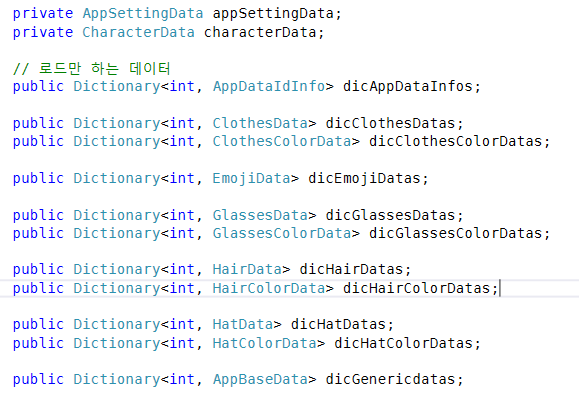 private AppSettingData appSettingData;
private CharacterData characterData;
// 로드만 하는 데이터
public Dictionary<int, AppDataIdInfo> dicAppDataInfos;
public Dictionary<int, ClothesData> dicClothesDatas;
public Dictionary<int, ClothesColorData> dicClothesColorDatas;
public Dictionary<int, EmojiData> dicEmojiDatas;
public Dictionary<int, GlassesData> dicGlassesDatas;
public Dictionary<int, GlassesColorData> dicGlassesColorDatas;
public Dictionary<int, HairData> dicHairDatas;
public Dictionary<int, HairColorData> dicHairColorDatas;
public Dictionary<int, HatData> dicHatDatas;
public Dictionary<int, HatColorData> dicHatColorDatas;
public Dictionary<int, AppBaseData> dicGenericdatas;